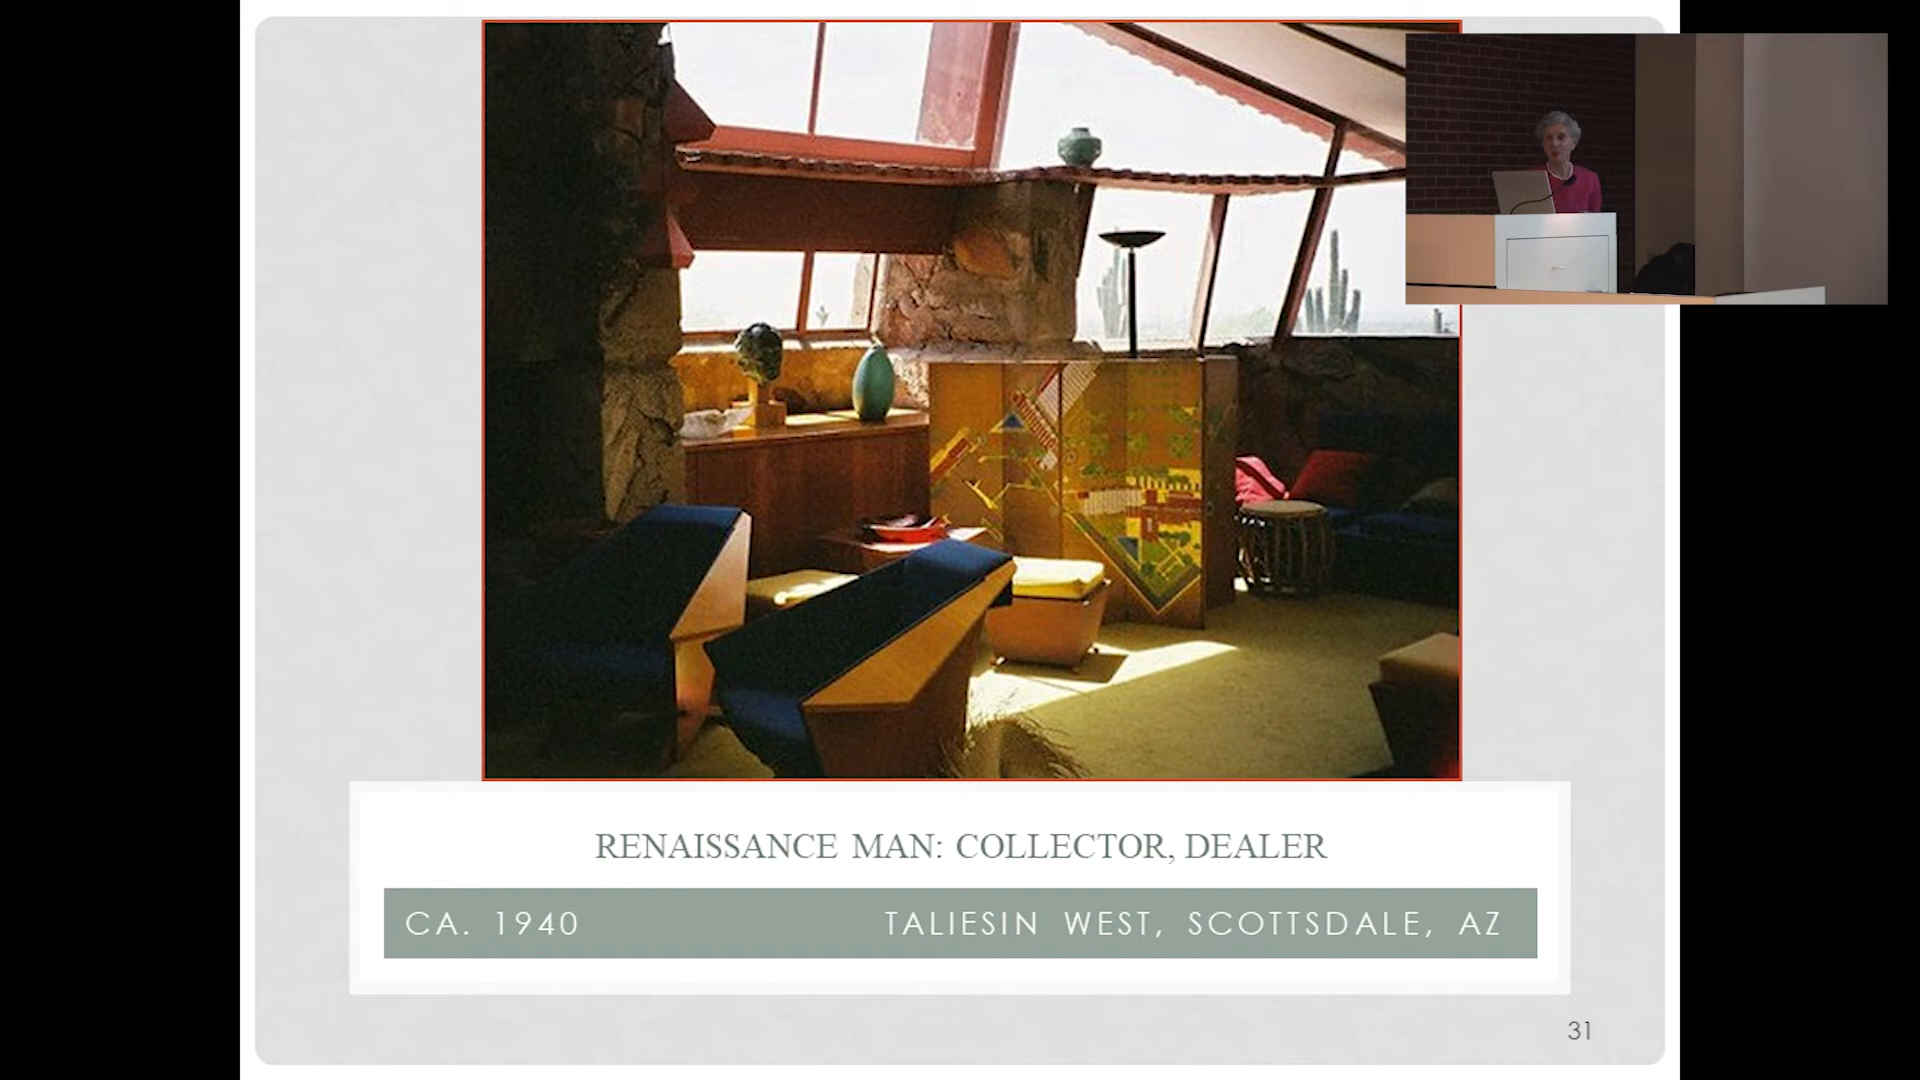 RENAISSANCE MAN: COLLECTOR, DEALER
CA. 1940 TALIESIN WEST, SCOTTSDALE, AZ
31